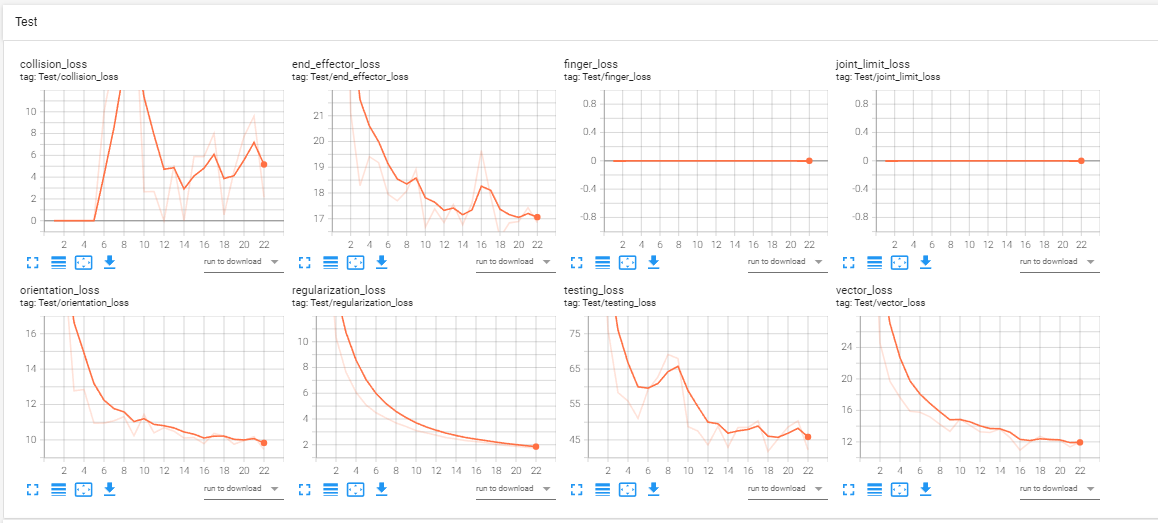 Test
collision_loss
tag: Test/collision_loss
10
8
6
4
2
0
2 4 6 8 10 12 14 16 18 20 22
run to download
end_effector_loss
tag: Test/end_effector_loss
21
20
19
18
17
2 4 6 8 10 12 14 16 18 20 22
run to download
finger_loss
tag: Test/finger_loss
0.8
0.4
0
-0.4
-0.8
2 4 6 8 10 12 14 16 18 20 22
run to download
joint_limit_loss
tag: Test/joint_limit_loss
0.8
0.4
0
-0.4
-0.8
2 4 6 8 10 12 14 16 18 20 22
run to download
orientation_loss
tag: Test/orientation_loss
16
14
12
10
2 4 6 8 10 12 14 16 18 20 22
run to download
regularization_loss
tag: Test/regularization_loss
10
8
6
4
2
2 4 6 8 10 12 14 16 18 20 22
run to download
testing_loss
tag: Test/testing_loss
75
65
55
45
2 4 6 8 10 12 14 16 18 20 22
run to download
vector_loss
tag: Test/vector_loss
24
20
16
12
2 4 6 8 10 12 14 16 18 20 22
run to download